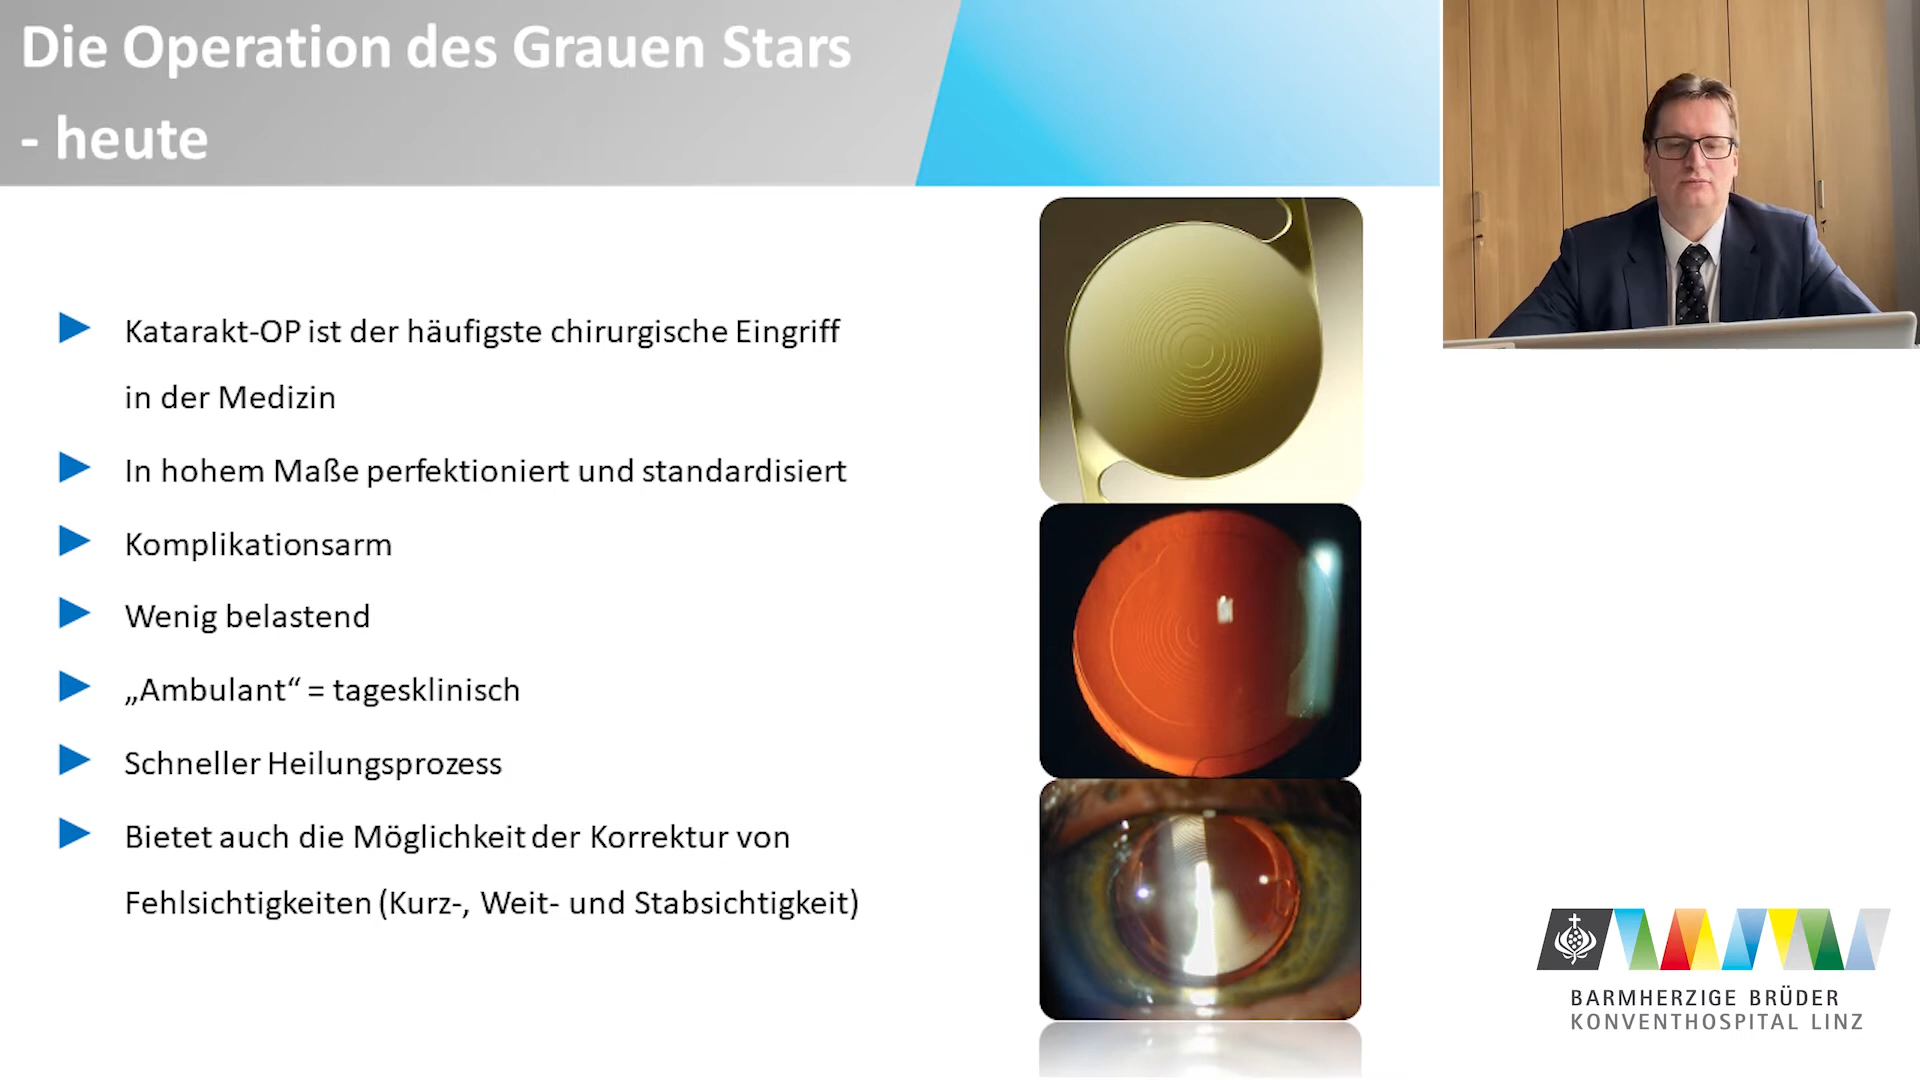 Die Operation des Grauen Stars
- heute
Katarakt-OP ist der häufigste chirurgische Eingriff
in der Medizin
In hohem Maße perfektioniert und standardisiert
Komplikationsarm
Wenig belastend
„Ambulant“ = tagesklinisch
Schneller Heilungsprozess
Bietet auch die Möglichkeit der Korrektur von
Fehlsichtigkeiten (Kurz-, Weit- und Stabsichtigkeit)
BARMHERZIGE BRÜDER
KONVENTHOSPITAL LINZ